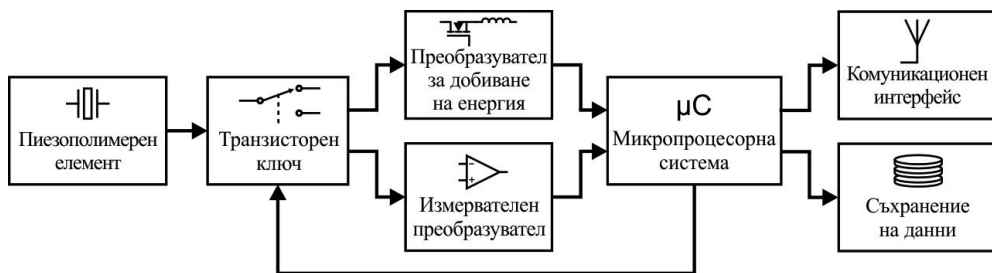 Пиезополимерен
елемент
Транзисторен
ключ
Преобразувател
за добиване
на енергия
Измервателен
преобразувател
µC
Микропроцесорна
система
Комуникационен
интерфейс
Съхранение
на данни